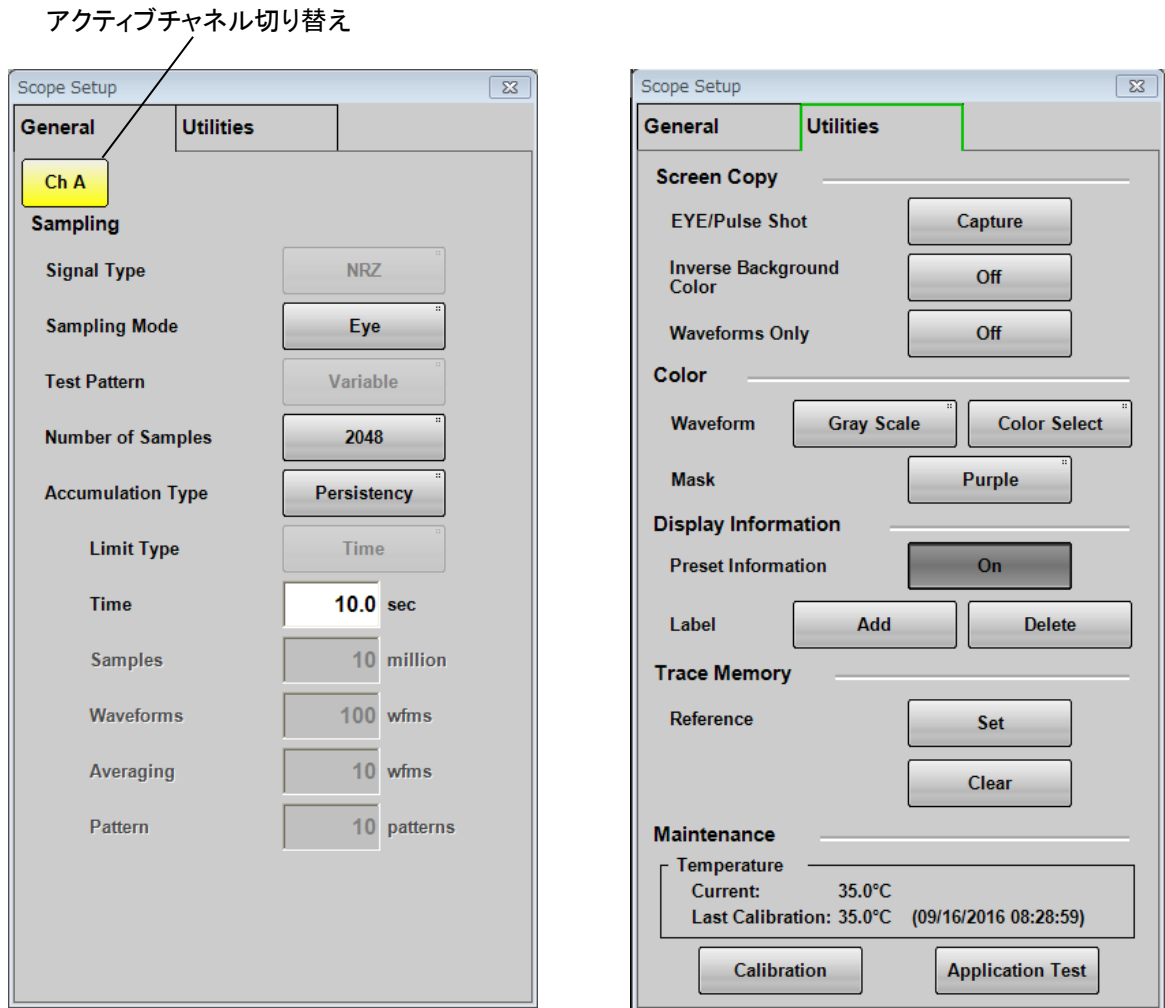 アクティブチャネル切り替え
Scope Setup
General Utilities
Ch A
Sampling
Signal Type NRZ
Sampling Mode Eye
Test Pattern Variable
Number of Samples 2048
Accumulation Type Persistency
Limit Type Time
Time 10.0 sec
Samples 10 million
Waveforms 100 wfms
Averaging 10 wfms
Pattern 10 patterns
Scope Setup
General Utilities
Screen Copy
EYE/Pulse Shot Capture
Inverse Background
Color Off
Waveforms Only Off
Color
Waveform Gray Scale Color Select
Mask Purple
Display Information
Preset Information On
Label Add Delete
Trace Memory
Reference Set
Clear
Maintenance
Temperature
Current: 35.0°C
Last Calibration: 35.0°C (09/16/2016 08:28:59)
Calibration Application Test